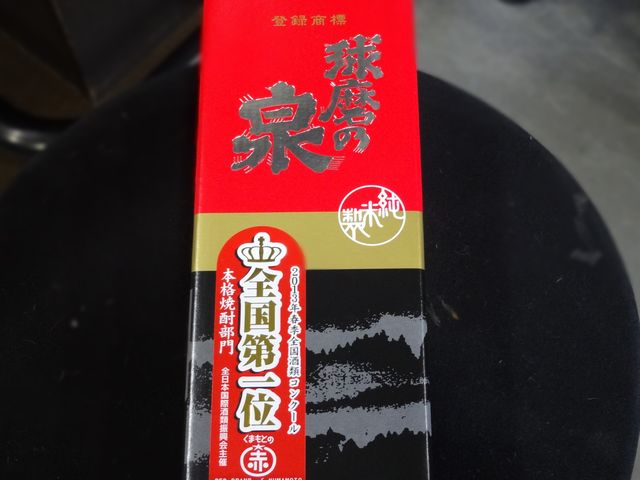 登録商標
球磨の
泉
純米製
2013年春季全国酒類コンクール
全国第一位
本格焼酎部門
全日本国際酒類振興会主催
くまもとの
赤